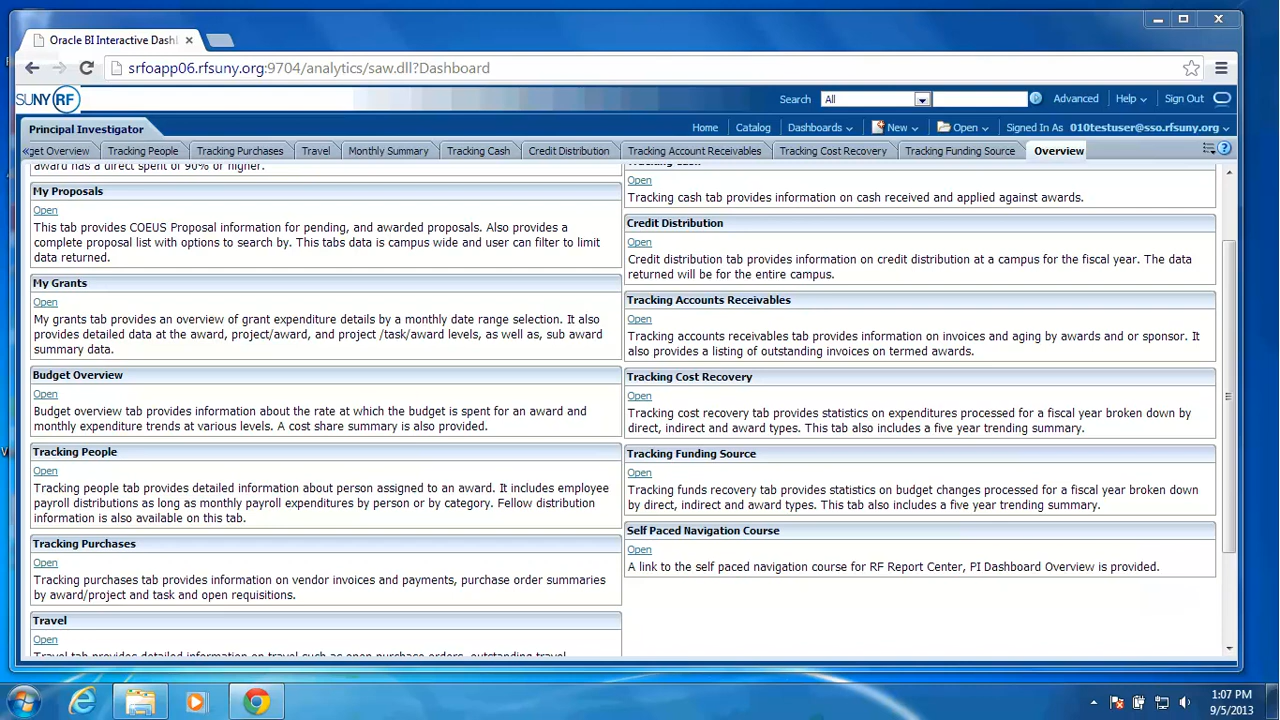 Oracle BI Interactive Dashl
srfoapp06.rfsuny.org:9704/analytics/saw.dll?Dashboard
SUNY RF
Search All Advanced Help Sign Out
Principal Investigator
Home Catalog Dashboards New Open Signed In As 010testuser@sso.rfsuny.org
get Overview Tracking People Tracking Purchases Travel Monthly Summary Tracking Cash Credit Distribution Tracking Account Receivables Tracking Cost Recovery Tracking Funding Source Overview
award has a direct spent of 90% or higher.
My Proposals
Open
This tab provides COEUS Proposal information for pending, and awarded proposals. Also provides a
complete proposal list with options to search by. This tabs data is campus wide and user can filter to limit
data returned.
My Grants
Open
My grants tab provides an overview of grant expenditure details by a monthly date range selection. It also
provides detailed data at the award, project/award, and project /task/award levels, as well as, sub award
summary data.
Budget Overview
Open
Budget overview tab provides information about the rate at which the budget is spent for an award and
monthly expenditure trends at various levels. A cost share summary is also provided.
Tracking People
Open
Tracking people tab provides detailed information about person assigned to an award. It includes employee
payroll distributions as long as monthly payroll expenditures by person or by category. Fellow distribution
information is also available on this tab.
Tracking Purchases
Open
Tracking purchases tab provides information on vendor invoices and payments, purchase order summaries
by award/project and task and open requisitions.
Travel
Open
Travel tab provides detailed information on travel such as open purchase orders, outstanding travel
Tracking Cash
Open
Tracking cash tab provides information on cash received and applied against awards.
Credit Distribution
Open
Credit distribution tab provides information on credit distribution at a campus for the fiscal year. The data
returned will be for the entire campus.
Tracking Accounts Receivables
Open
Tracking accounts receivables tab provides information on invoices and aging by awards and or sponsor. It
also provides a listing of outstanding invoices on termed awards.
Tracking Cost Recovery
Open
Tracking cost recovery tab provides statistics on expenditures processed for a fiscal year broken down by
direct, indirect and award types. This tab also includes a five year trending summary.
Tracking Funding Source
Open
Tracking funds recovery tab provides statistics on budget changes processed for a fiscal year broken down
by direct, indirect and award types. This tab also includes a five year trending summary.
Self Paced Navigation Course
Open
A link to the self paced navigation course for RF Report Center, PI Dashboard Overview is provided.
1:07 PM
9/5/2013